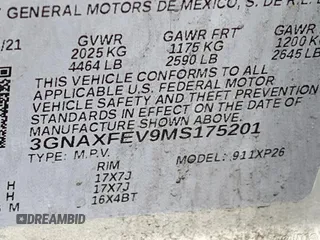 GENERAL MOTORS DE MEXICO, S. DE R.L.
/21 GVWR GAWR FRT GAWR
2025 KG 1175 KG 1200
4464 LB 2590 LB 2645
THIS VEHICLE CONFORMS TO ALL
APPLICABLE U.S. FEDERAL MOTOR
VEHICLE SAFETY AND THEFT PREVENTION
STANDARDS IN EFFECT ON THE DATE OF
MANUFACTURE SHOWN ABOVE.
3GNAXFEV9MS175201
TYPE: M.P.V. MODEL: 911XP26
RIM
17X7J
H 17X7J
H 16X4BT
DREAMBID